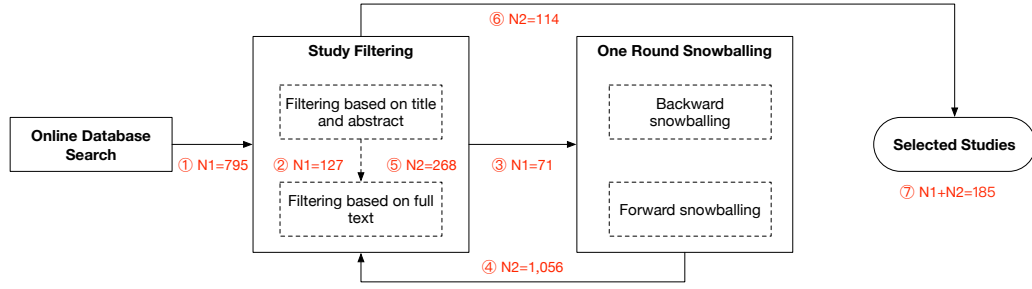 ⑥ N2=114
Study Filtering
One Round Snowballing
Filtering based on title
and abstract
Backward
snowballing
Online Database
Search
Selected Studies
① N1=795
② N1=127
⑤ N2=268
③ N1=71
⑦ N1+N2=185
Filtering based on full
text
Forward snowballing
④ N2=1,056